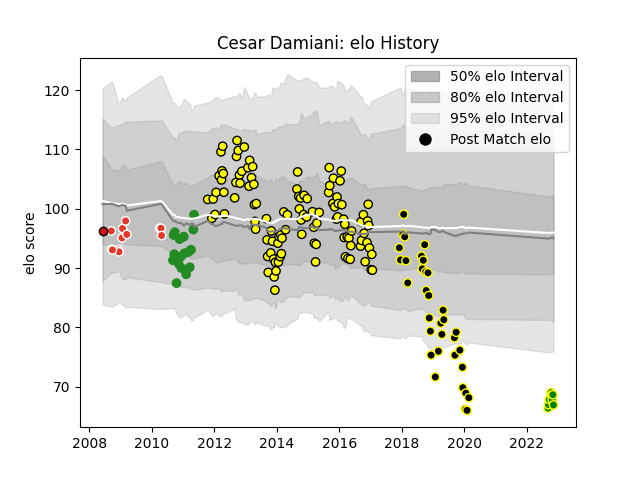 Cesar Damiani: elo History
50% elo Interval
80% elo Interval
95% elo Interval
Post Match elo
elo score
120
110
100
90
80
70
2008 2010 2012 2014 2016 2018 2020 2022